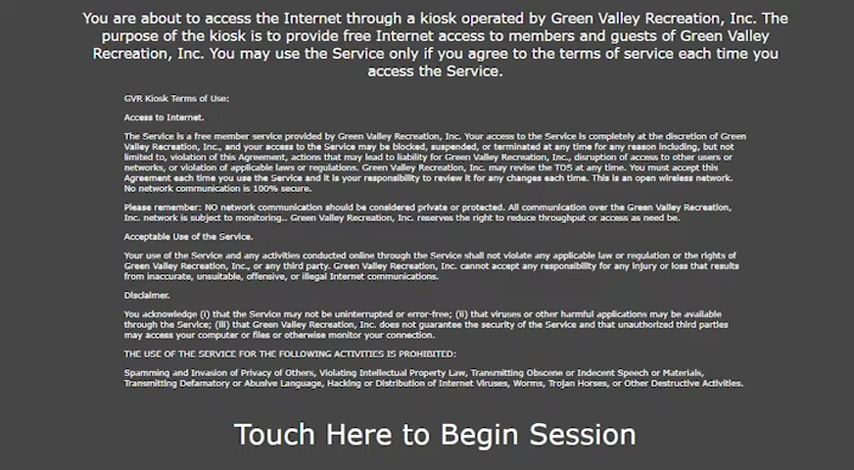 You are about to access the Internet through a kiosk operated by Green Valley Recreation, Inc. The
purpose of the kiosk is to provide free Internet access to members and guests of Green Valley
Recreation, Inc. You may use the Service only if you agree to the terms of service each time you
access the Service.
GVR Kiosk Terms of Use:
Access to Internet.
The Service is a free member service provided by Green Valley Recreation, Inc. Your access to the Service is completely at the discretion of Green
Valley Recreation, Inc., and your access to the Service may be blocked, suspended, or terminated at any time for any reason including, but not
limited to, violation of this Agreement, actions that may lead to liability for Green Valley Recreation, Inc., disruption of access to other users or
networks, or violation of applicable laws or regulations. Green Valley Recreation, Inc. may revise the TOS at any time. You must accept this
Agreement each time you use the Service and it is your responsibility to review it for any changes each time. This is an open wireless network.
No network communication is 100% secure.
Please remember: NO network communication should be considered private or protected. All communication over the Green Valley Recreation,
Inc. network is subject to monitoring.. Green Valley Recreation, Inc. reserves the right to reduce throughput or access as need be.
Acceptable Use of the Service.
Your use of the Service and any activities conducted online through the Service shall not violate any applicable law or regulation or the rights of
Green Valley Recreation, Inc., or any third party. Green Valley Recreation, Inc. cannot accept any responsibility for any injury or loss that results
from inaccurate, unsuitable, offensive, or illegal Internet communications.
Disclaimer.
You acknowledge (i) that the Service may not be uninterrupted or error-free; (ii) that viruses or other harmful applications may be available
through the Service; (iii) that Green Valley Recreation, Inc. does not guarantee the security of the Service and that unauthorized third parties
may access your computer or files or otherwise monitor your connection.
THE USE OF THE SERVICE FOR THE FOLLOWING ACTIVITIES IS PROHIBITED:
Spamming and Invasion of Privacy of Others, Violating Intellectual Property Law, Transmitting Obscene or Indecent Speech or Materials,
Transmitting Defamatory or Abusive Language, Hacking or Distribution of Internet Viruses, Worms, Trojan Horses, or Other Destructive Activities.
Touch Here to Begin Session